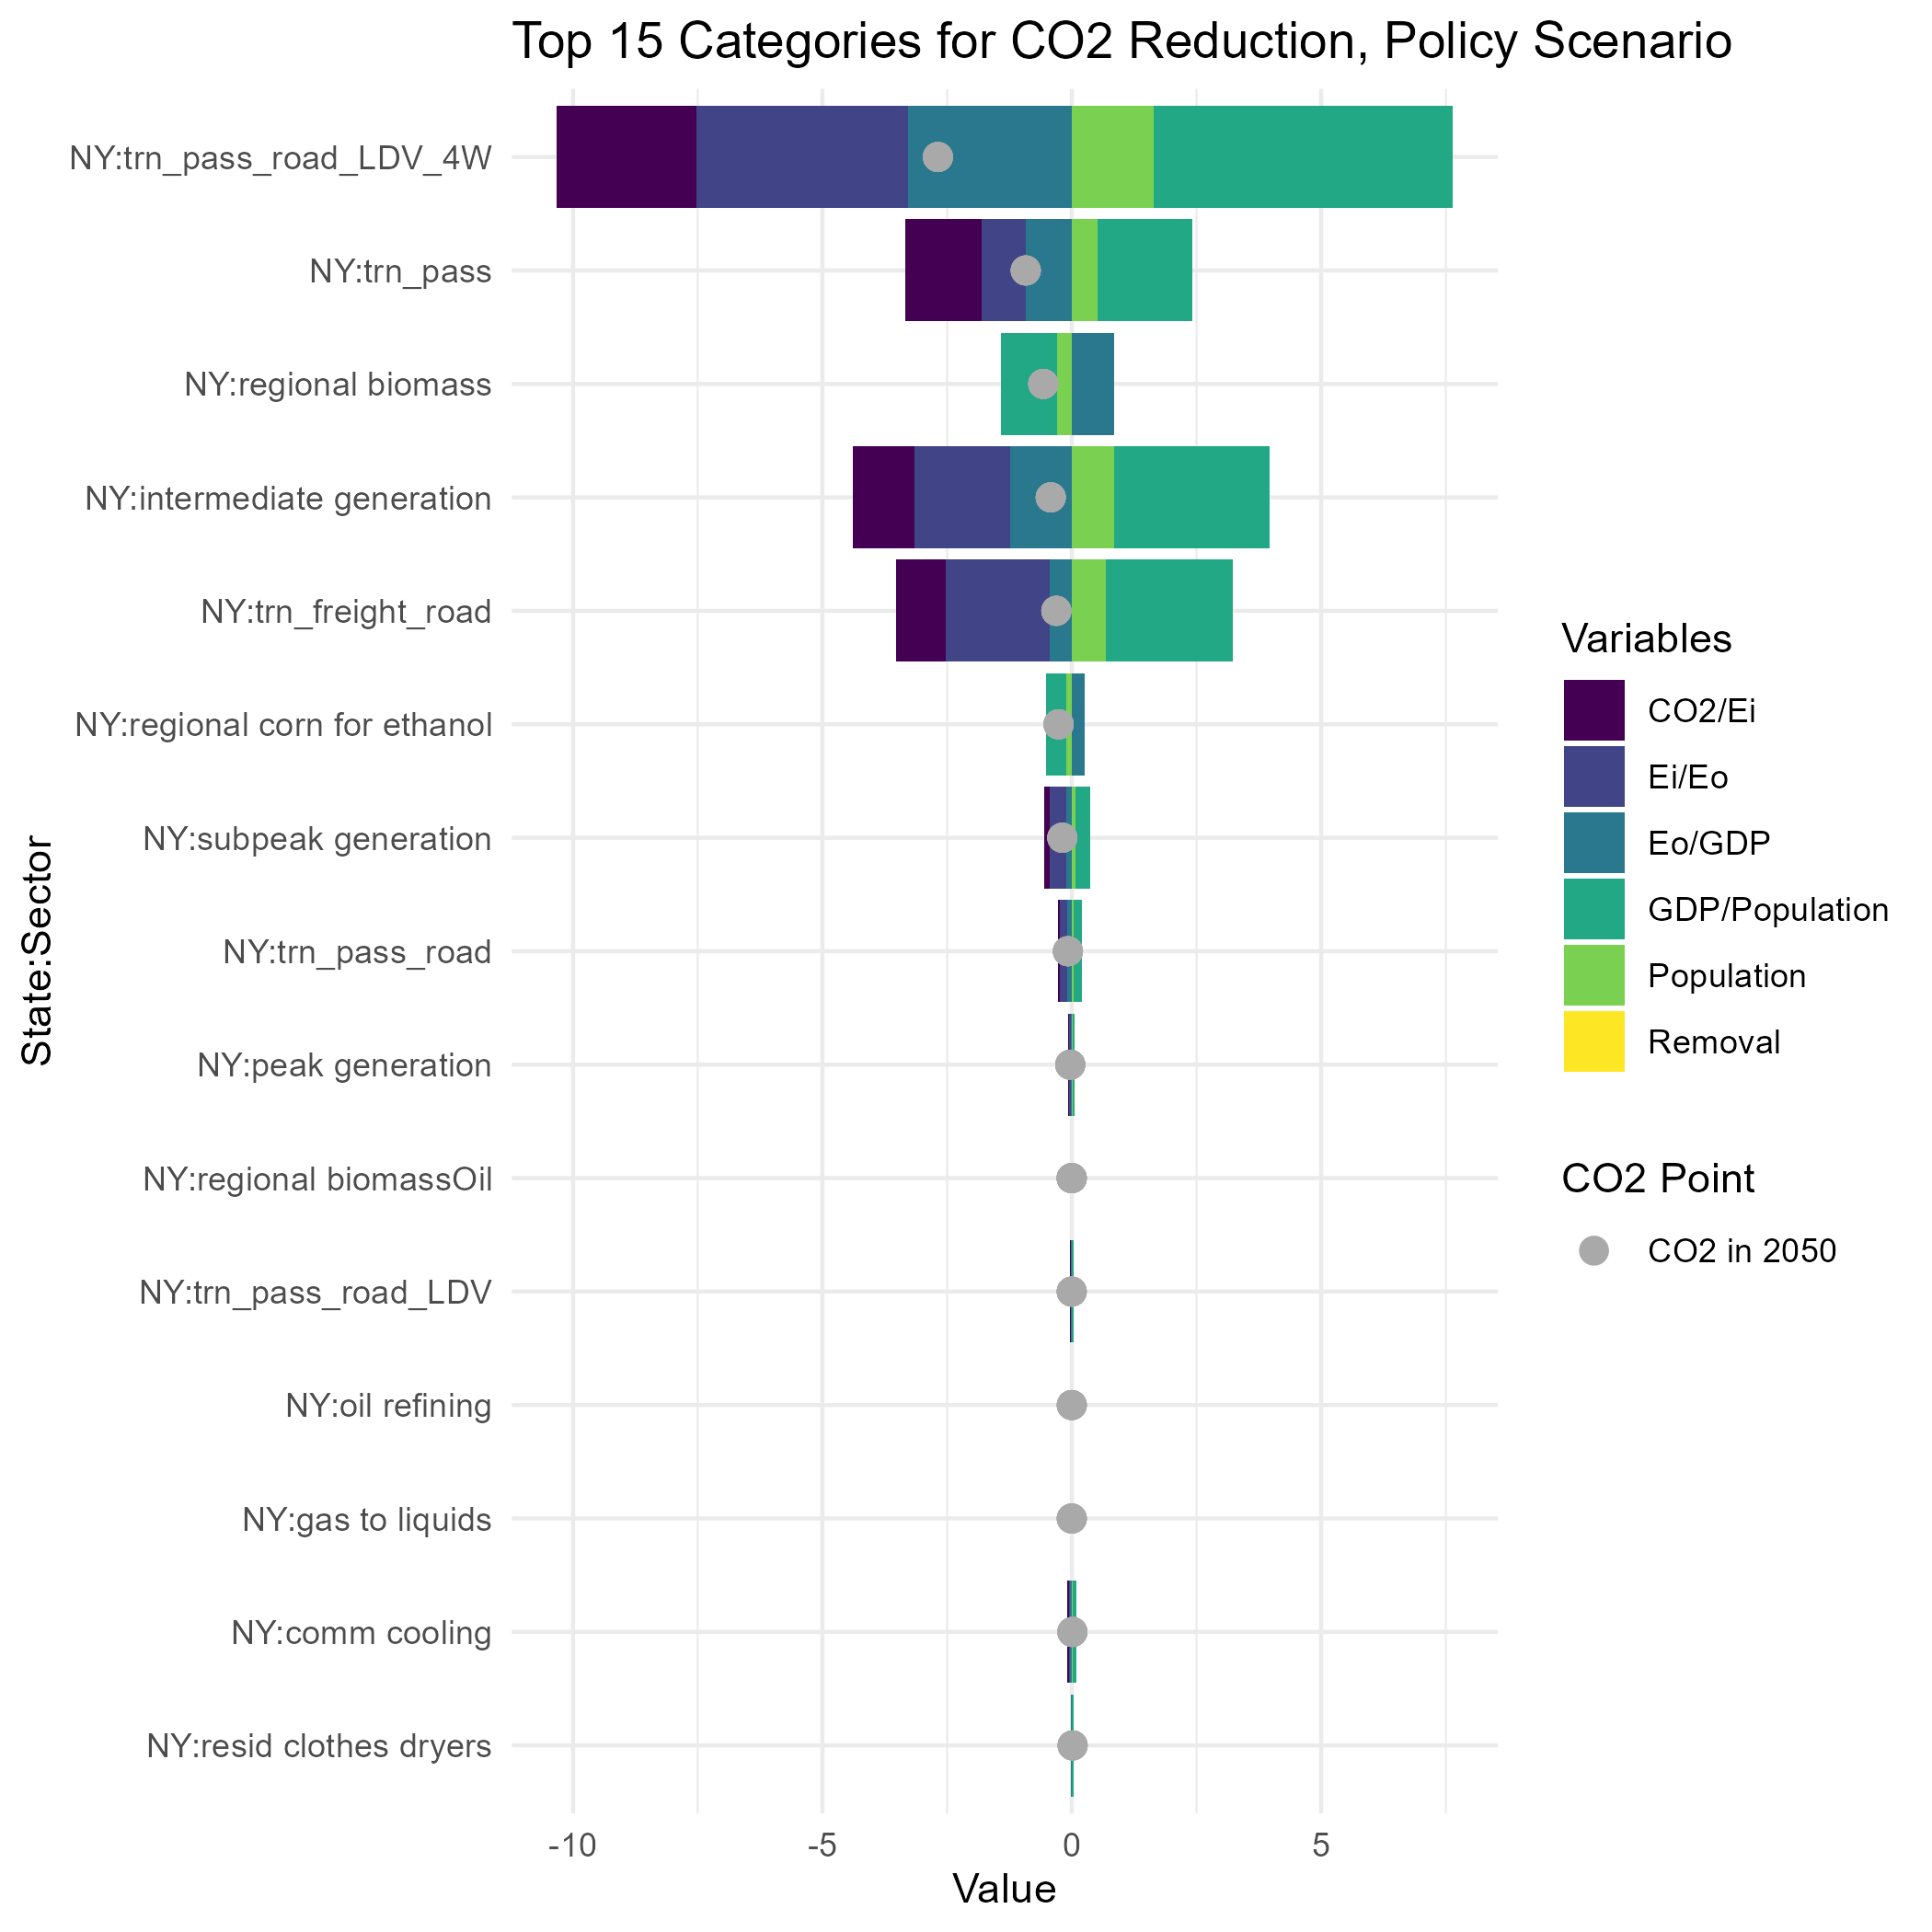 Top 15 Categories for CO2 Reduction, Policy Scenario
State:Sector
NY:trn_pass_road_LDV_4W
NY:trn_pass
NY:regional biomass
NY:intermediate generation
NY:trn_freight_road
NY:regional corn for ethanol
NY:subpeak generation
NY:trn_pass_road
NY:peak generation
NY:regional biomassOil
NY:trn_pass_road_LDV
NY:oil refining
NY:gas to liquids
NY:comm cooling
NY:resid clothes dryers
-10 -5 0 5
Value
Variables
CO2/Ei
Ei/Eo
Eo/GDP
GDP/Population
Population
Removal
CO2 Point
CO2 in 2050